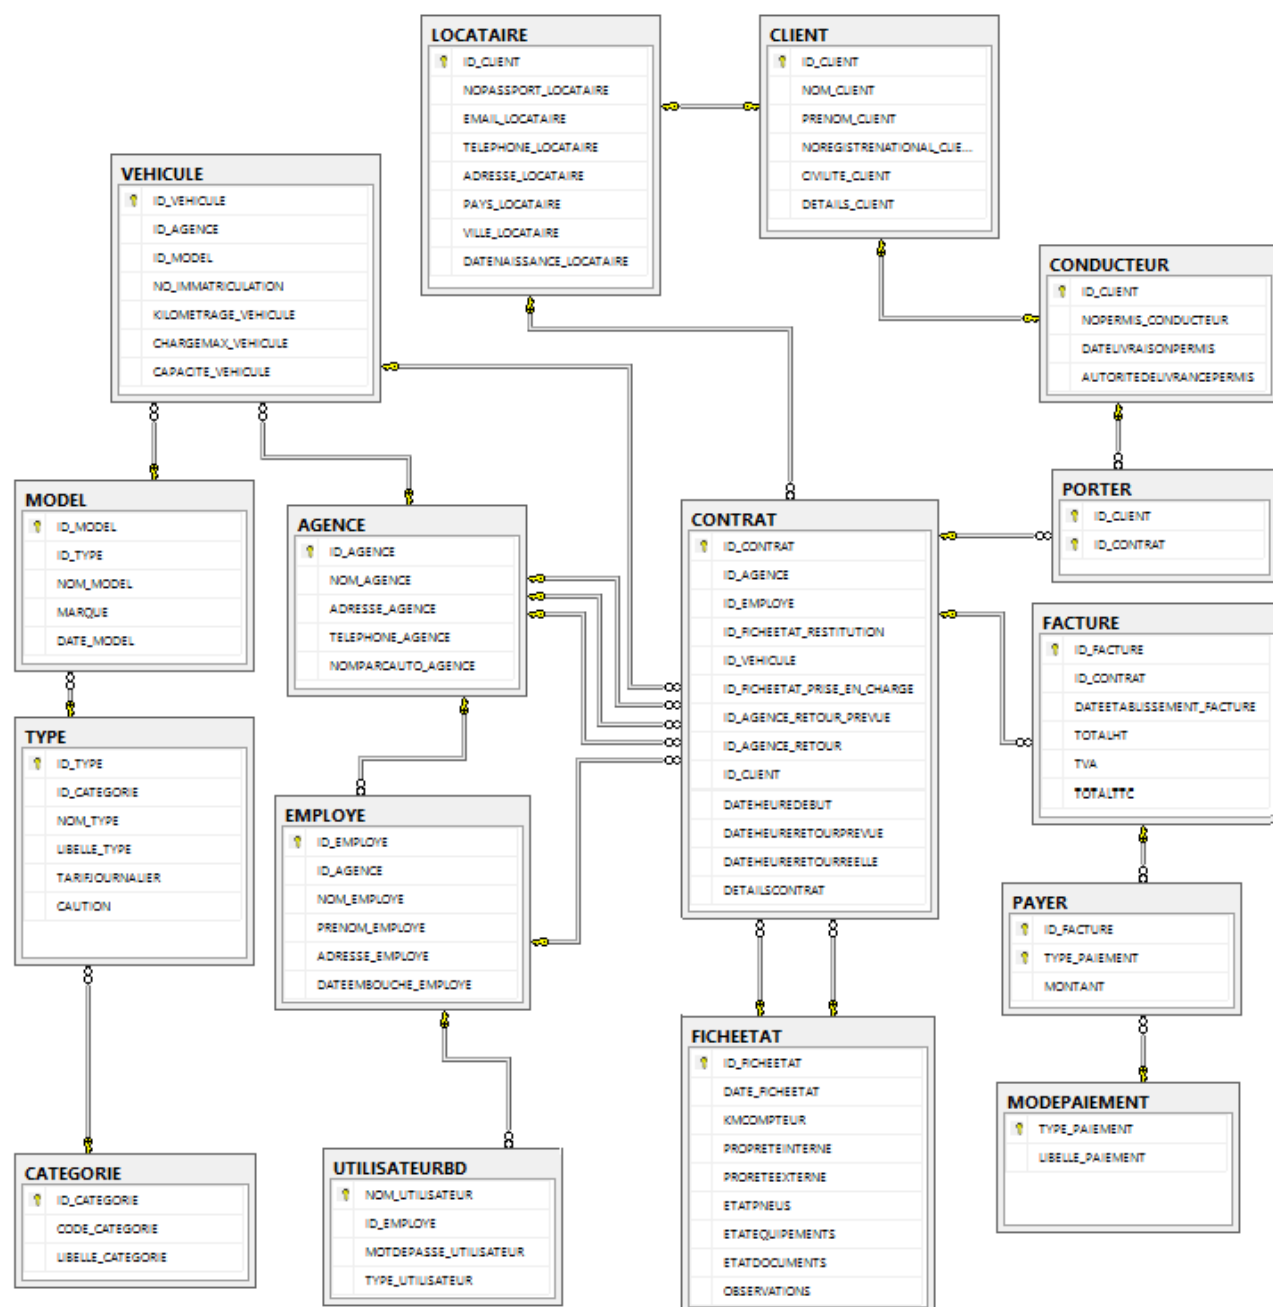 LOCATAIRE
ID_CLIENT
NOPASSPORT_LOCATAIRE
EMAIL_LOCATAIRE
TELEPHONE_LOCATAIRE
ADRESSE_LOCATAIRE
PAYS_LOCATAIRE
VILLE_LOCATAIRE
DATENAISSANCE_LOCATAIRE
CLIENT
ID_CLIENT
NOM_CLIENT
PRENOM_CLIENT
NOREGISTRENATIONAL_CLIE...
CIVILITE_CLIENT
DETAILS_CLIENT
VEHICULE
ID_VEHICULE
ID_AGENCE
ID_MODEL
NO_IMMATRICULATION
KILOMETRAGE_VEHICULE
CHARGEMAX_VEHICULE
CAPACITE_VEHICULE
CONDUCTEUR
ID_CLIENT
NOPERMIS_CONDUCTEUR
DATELIVRAISONPERMIS
AUTORITEDELIVRANCEPERMIS
PORTER
ID_CLIENT
ID_CONTRAT
MODEL
ID_MODEL
ID_TYPE
NOM_MODEL
MARQUE
DATE_MODEL
AGENCE
ID_AGENCE
NOM_AGENCE
ADRESSE_AGENCE
TELEPHONE_AGENCE
NOMPARCAUTO_AGENCE
CONTRAT
ID_CONTRAT
ID_AGENCE
ID_EMPLOYE
ID_FICHEETAT_RESTITUTION
ID_VEHICULE
ID_FICHEETAT_PRISE_EN_CHARGE
ID_AGENCE_RETOUR_PREVUE
ID_AGENCE_RETOUR
ID_CLIENT
DATEHEUREDEBUT
DATEHEURERETOURPREVUE
DATEHEURERETOURREELLE
DETAILSCONTRAT
FACTURE
ID_FACTURE
ID_CONTRAT
DATEETABLISSEMENT_FACTURE
TOTALHT
TVA
TOTALTTC
TYPE
ID_TYPE
ID_CATEGORIE
NOM_TYPE
LIBELLE_TYPE
TARIFJOURNALIER
CAUTION
EMPLOYE
ID_EMPLOYE
ID_AGENCE
NOM_EMPLOYE
PRENOM_EMPLOYE
ADRESSE_EMPLOYE
DATEEMBOUCHE_EMPLOYE
PAYER
ID_FACTURE
TYPE_PAIEMENT
MONTANT
FICHEETAT
ID_FICHEETAT
DATE_FICHEETAT
KMCOMPTEUR
PROPRETEINTERNE
PRORETEEXTERNE
ETATPNEUS
ETATEQUIPEMENTS
ETATDOCUMENTS
OBSERVATIONS
MODEPAIEMENT
TYPE_PAIEMENT
LIBELLE_PAIEMENT
CATEGORIE
ID_CATEGORIE
CODE_CATEGORIE
LIBELLE_CATEGORIE
UTILISATEURBD
NOM_UTILISATEUR
ID_EMPLOYE
MOTDEPASSE_UTILISATEUR
TYPE_UTILISATEUR